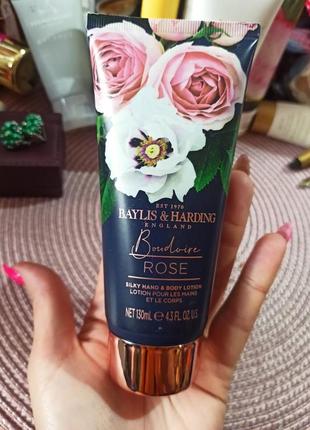 EST 1970
BAYLIS & HARDING
ENGLAND
Boudoire
ROSE
SILKY HAND & BODY LOTION
LOTION POUR LES MAINS
ET LE CORPS
NET 130mL ℮ 4.3 FL. OZ. U.S.